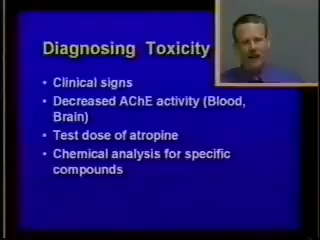 Diagnosing Toxicity
• Clinical signs
• Decreased AChE activity (Blood,
Brain)
• Test dose of atropine
• Chemical analysis for specific
compounds